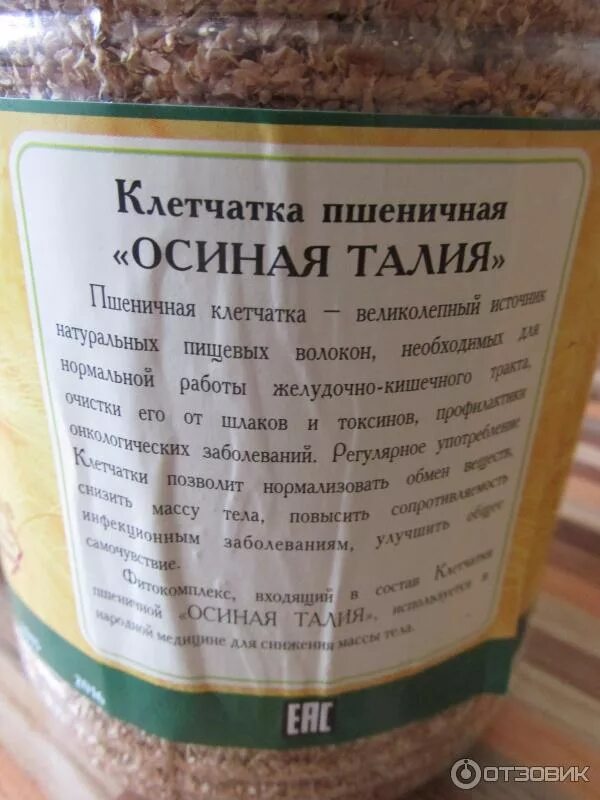 Клетчатка пшеничная
«ОСИНАЯ ТАЛИЯ»
Пшеничная клетчатка — великолепный источник
натуральных пищевых волокон, необходимых для
нормальной работы желудочно-кишечного тракта,
очистки его от шлаков и токсинов, профилактики
онкологических заболеваний. Регулярное употребление
Клетчатки позволит нормализовать обмен веществ,
снизить массу тела, повысить сопротивляемость
инфекционным заболеваниям, улучшить общее
самочувствие.
Фитокомплекс, входящий в состав Клетчатки
пшеничной «ОСИНАЯ ТАЛИЯ», используется в
народной медицине для снижения массы тела.
2016
ЕАС
ОТЗОВИК